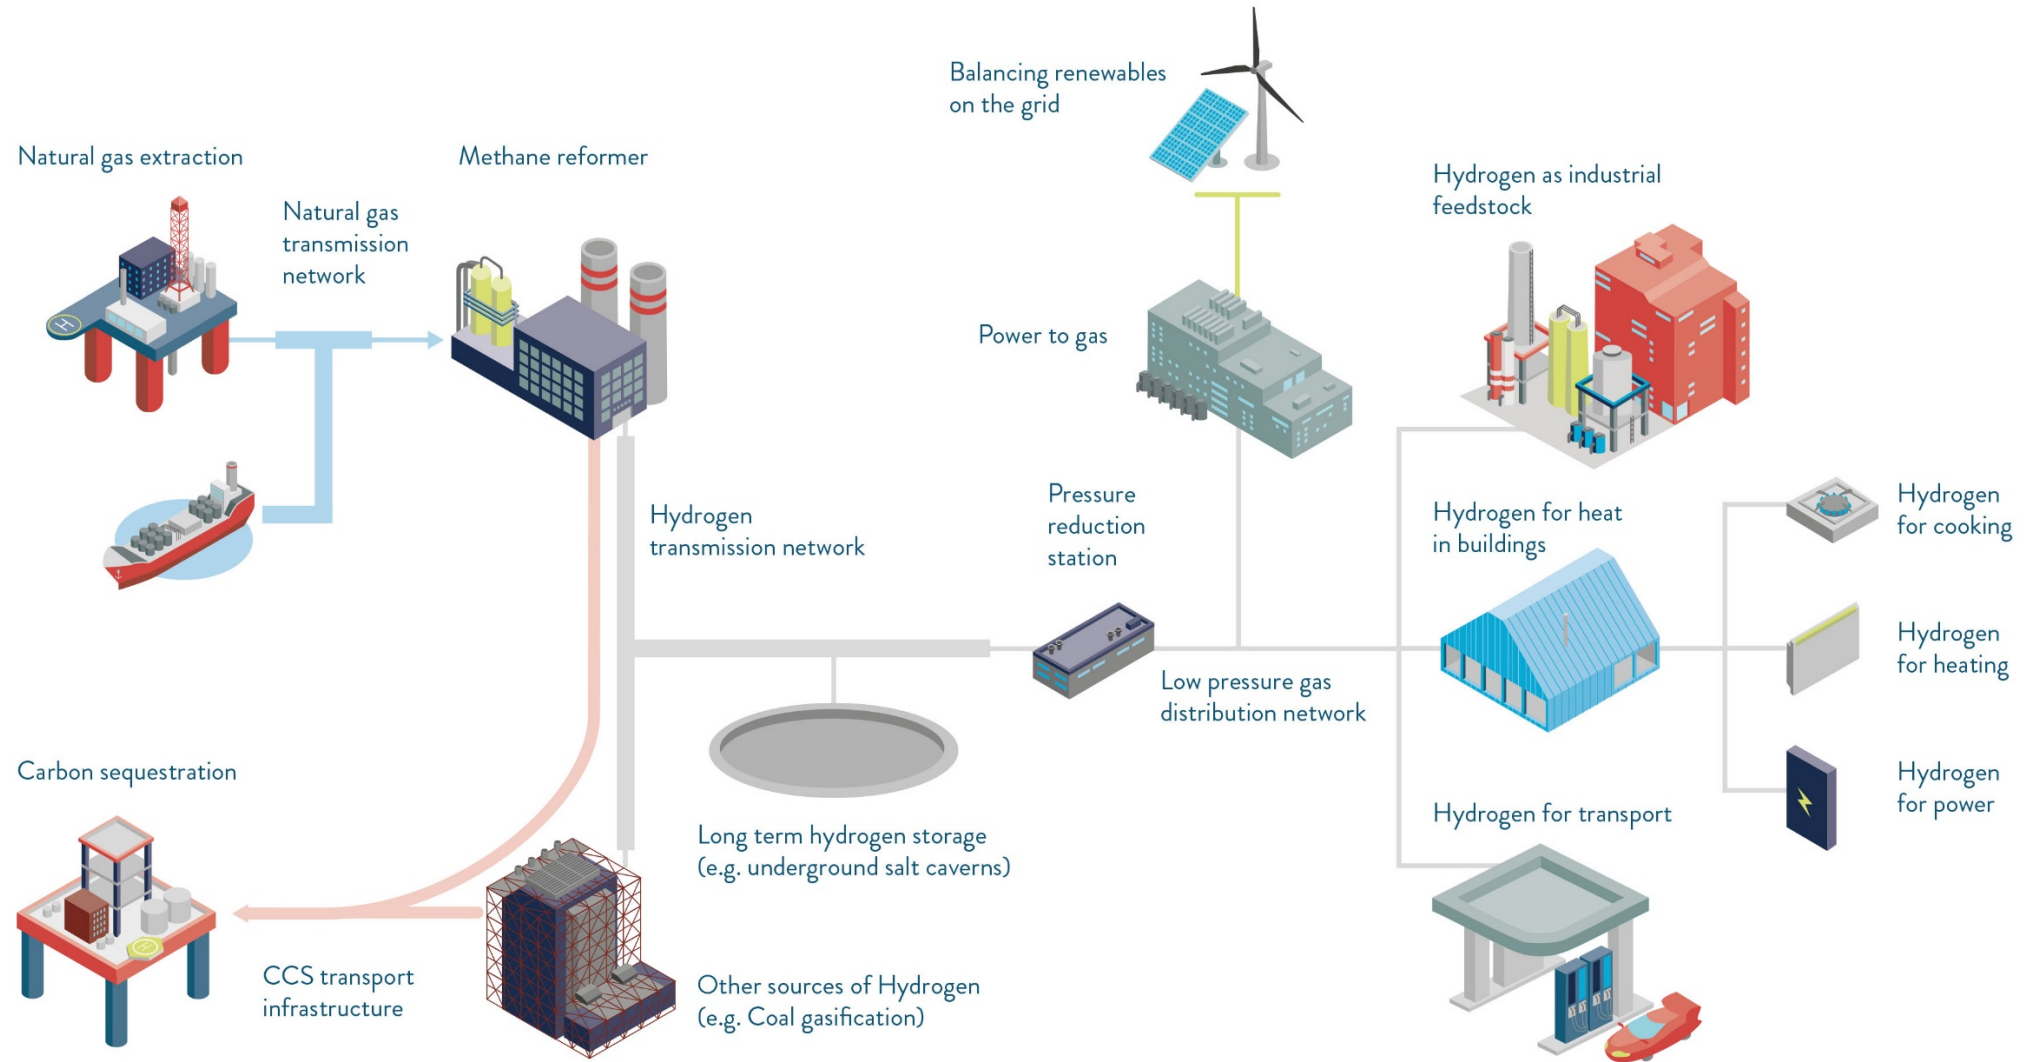 Balancing renewables
on the grid
Natural gas extraction
Methane reformer
Hydrogen as industrial
feedstock
Natural gas
transmission
network
Power to gas
Pressure
reduction
station
Hydrogen
for cooking
Hydrogen
transmission network
Hydrogen for heat
in buildings
Hydrogen
for heating
Low pressure gas
distribution network
Carbon sequestration
Hydrogen
for power
Long term hydrogen storage
(e.g. underground salt caverns)
Hydrogen for transport
CCS transport
infrastructure
Other sources of Hydrogen
(e.g. Coal gasification)